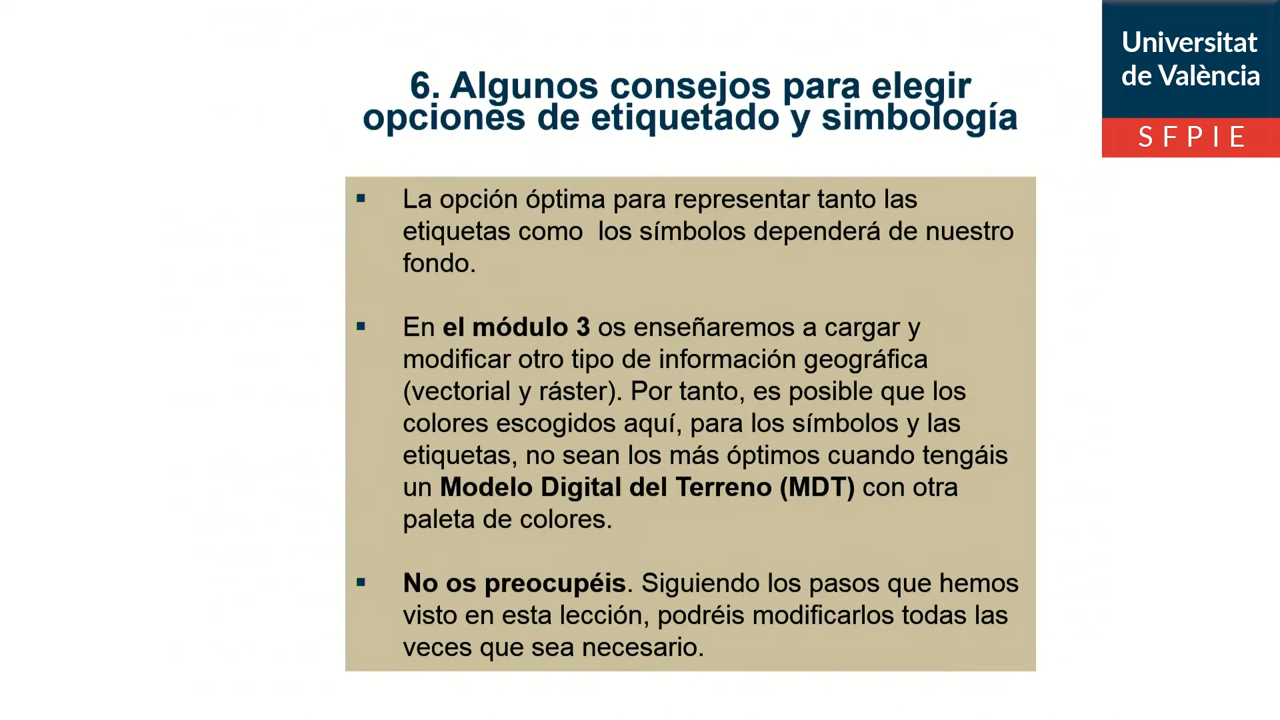 Universitat
de València
SFPIE
6. Algunos consejos para elegir
opciones de etiquetado y simbología
▪ La opción óptima para representar tanto las
etiquetas como los símbolos dependerá de nuestro
fondo.
▪ En el módulo 3 os enseñaremos a cargar y
modificar otro tipo de información geográfica
(vectorial y ráster). Por tanto, es posible que los
colores escogidos aquí, para los símbolos y las
etiquetas, no sean los más óptimos cuando tengáis
un Modelo Digital del Terreno (MDT) con otra
paleta de colores.
▪ No os preocupéis. Siguiendo los pasos que hemos
visto en esta lección, podréis modificarlos todas las
veces que sea necesario.